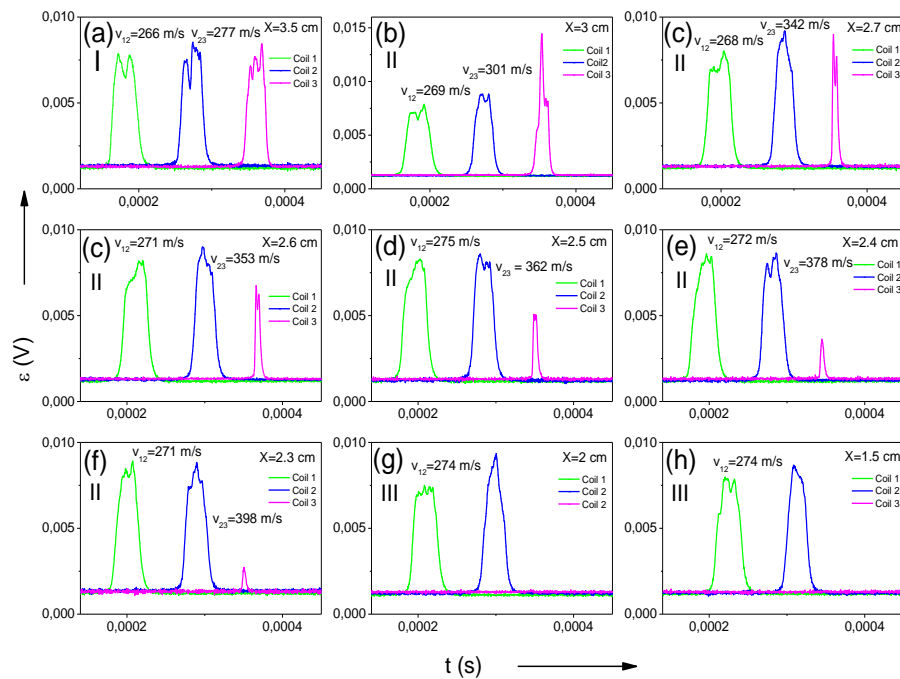 (a)
I
v12=266 m/s
v23=277 m/s
X=3.5 cm
Coil 1
Coil 2
Coil 3
0,010
0,005
0,000
0,0002
0,0004
(b)
II
v12=269 m/s
v23=301 m/s
X=3 cm
Coil 1
Coil2
Coil 3
0,015
0,010
0,005
0,000
0,0002
0,0004
(c)
II
v12=268 m/s
v23=342 m/s
X=2.7 cm
Coil 1
Coil 2
Coil 3
0,010
0,005
0,000
0,0002
0,0004
(c)
II
v12=271 m/s
v23=353 m/s
X=2.6 cm
Coil 1
Coil 2
Coil 3
0,010
0,005
0,000
0,0002
0,0004
(d)
II
v12=275 m/s
v23 = 362 m/s
X=2.5 cm
Coil 1
Coil 2
Coil 3
0,010
0,005
0,000
0,0002
0,0004
(e)
II
v12=272 m/s
v23=378 m/s
X=2.4 cm
Coil 1
Coil 2
Coil 3
0,010
0,005
0,000
0,0002
0,0004
(f)
II
v12=271 m/s
v23=398 m/s
X=2.3 cm
Coil 1
Coil 2
Coil 3
0,010
0,005
0,000
0,0002
0,0004
(g)
III
v12=274 m/s
X=2 cm
Coil 1
Coil 2
Coil 2
0,010
0,005
0,000
0,0002
0,0004
(h)
III
v12=274 m/s
X=1.5 cm
Coil 1
Coil 2
Coil 3
0,010
0,005
0,000
0,0002
0,0004
ε (V)
t (s)